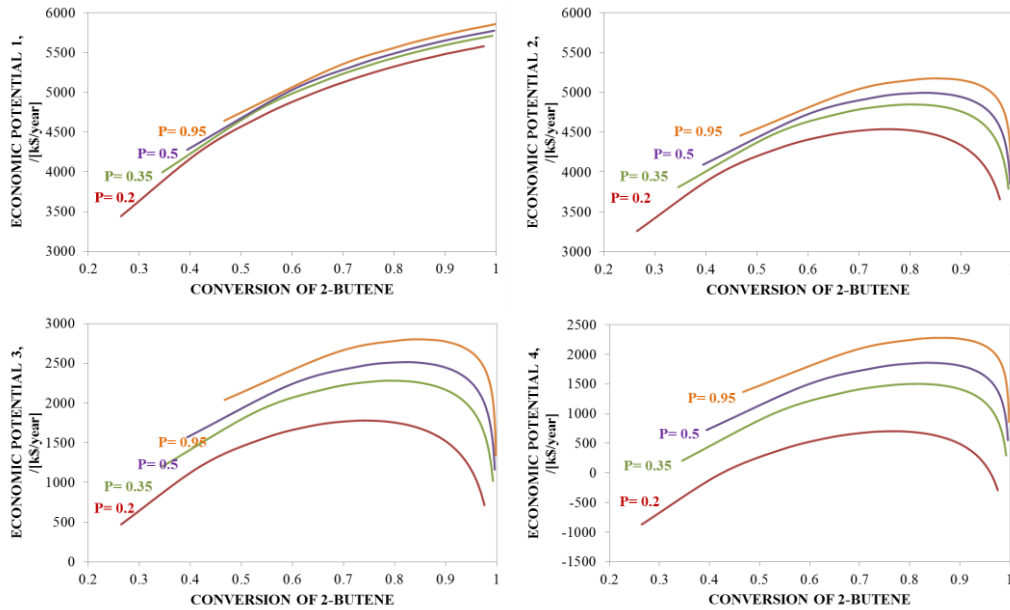 ECONOMIC POTENTIAL 1,
/[k$/year]
6000
5500
5000
4500
4000
3500
3000
P= 0.95
P= 0.5
P= 0.35
P= 0.2
0.2 0.3 0.4 0.5 0.6 0.7 0.8 0.9 1
CONVERSION OF 2-BUTENE
ECONOMIC POTENTIAL 2,
/[k$/year]
6000
5500
5000
4500
4000
3500
3000
P= 0.95
P= 0.5
P= 0.35
P= 0.2
0.2 0.3 0.4 0.5 0.6 0.7 0.8 0.9
CONVERSION OF 2-BUTENE
ECONOMIC POTENTIAL 3,
/[k$/year]
3000
2500
2000
1500
1000
500
0
P= 0.95
P= 0.5
P= 0.35
P= 0.2
0.2 0.3 0.4 0.5 0.6 0.7 0.8 0.9 1
CONVERSION OF 2-BUTENE
ECONOMIC POTENTIAL 4,
/[k$/year]
2500
2000
1500
1000
500
0
-500
-1000
-1500
P= 0.95
P= 0.5
P= 0.35
P= 0.2
0.2 0.3 0.4 0.5 0.6 0.7 0.8 0.9 1
CONVERSION OF 2-BUTENE